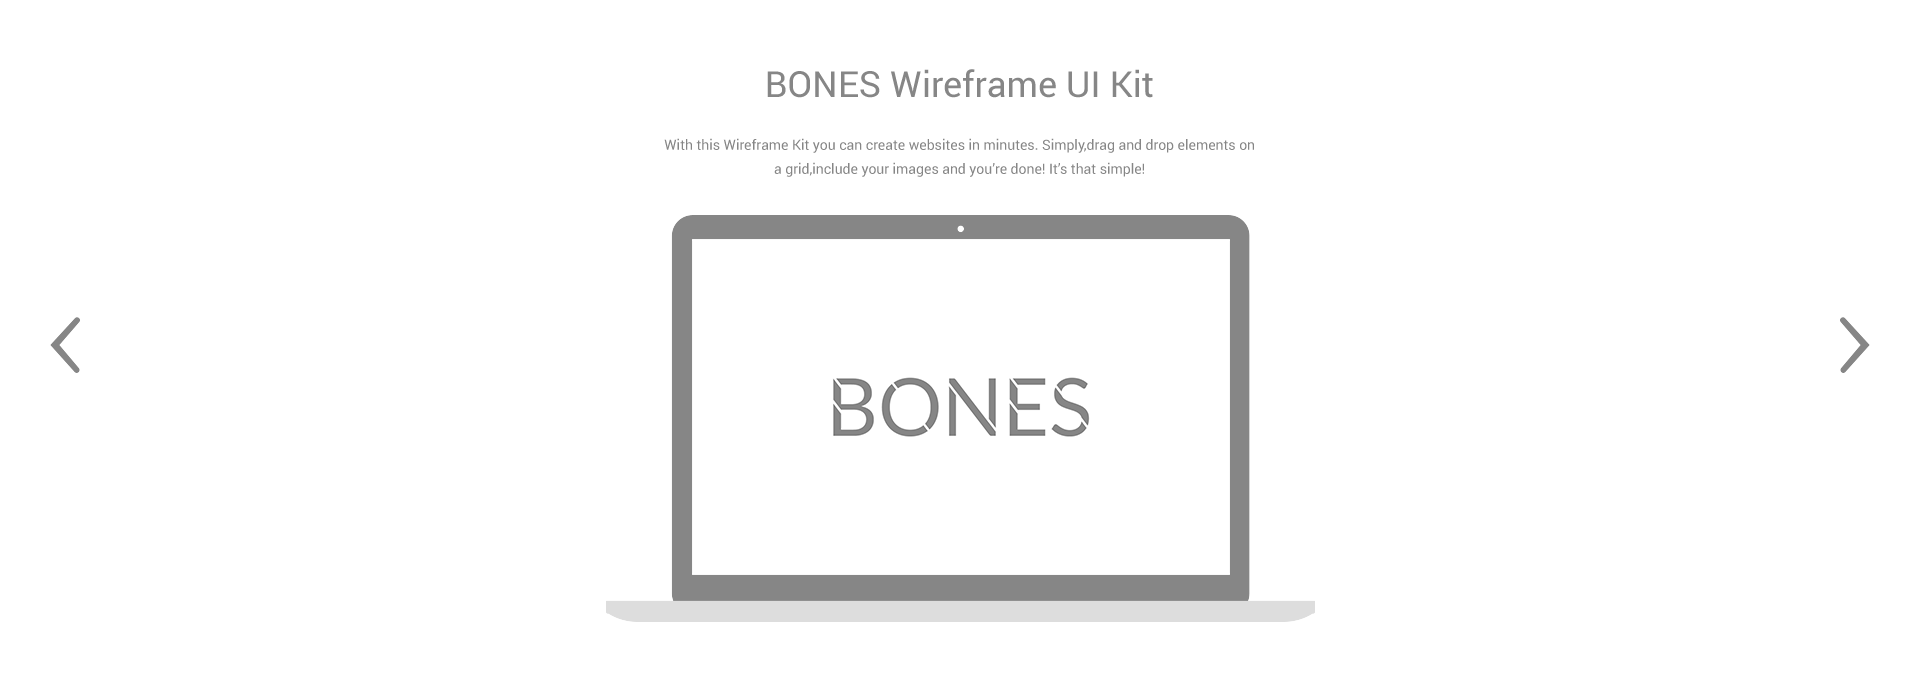 BONES Wireframe UI Kit
With this Wireframe Kit you can create websites in minutes. Simply,drag and drop elements on
a grid,include your images and you’re done! It’s that simple!
BONES